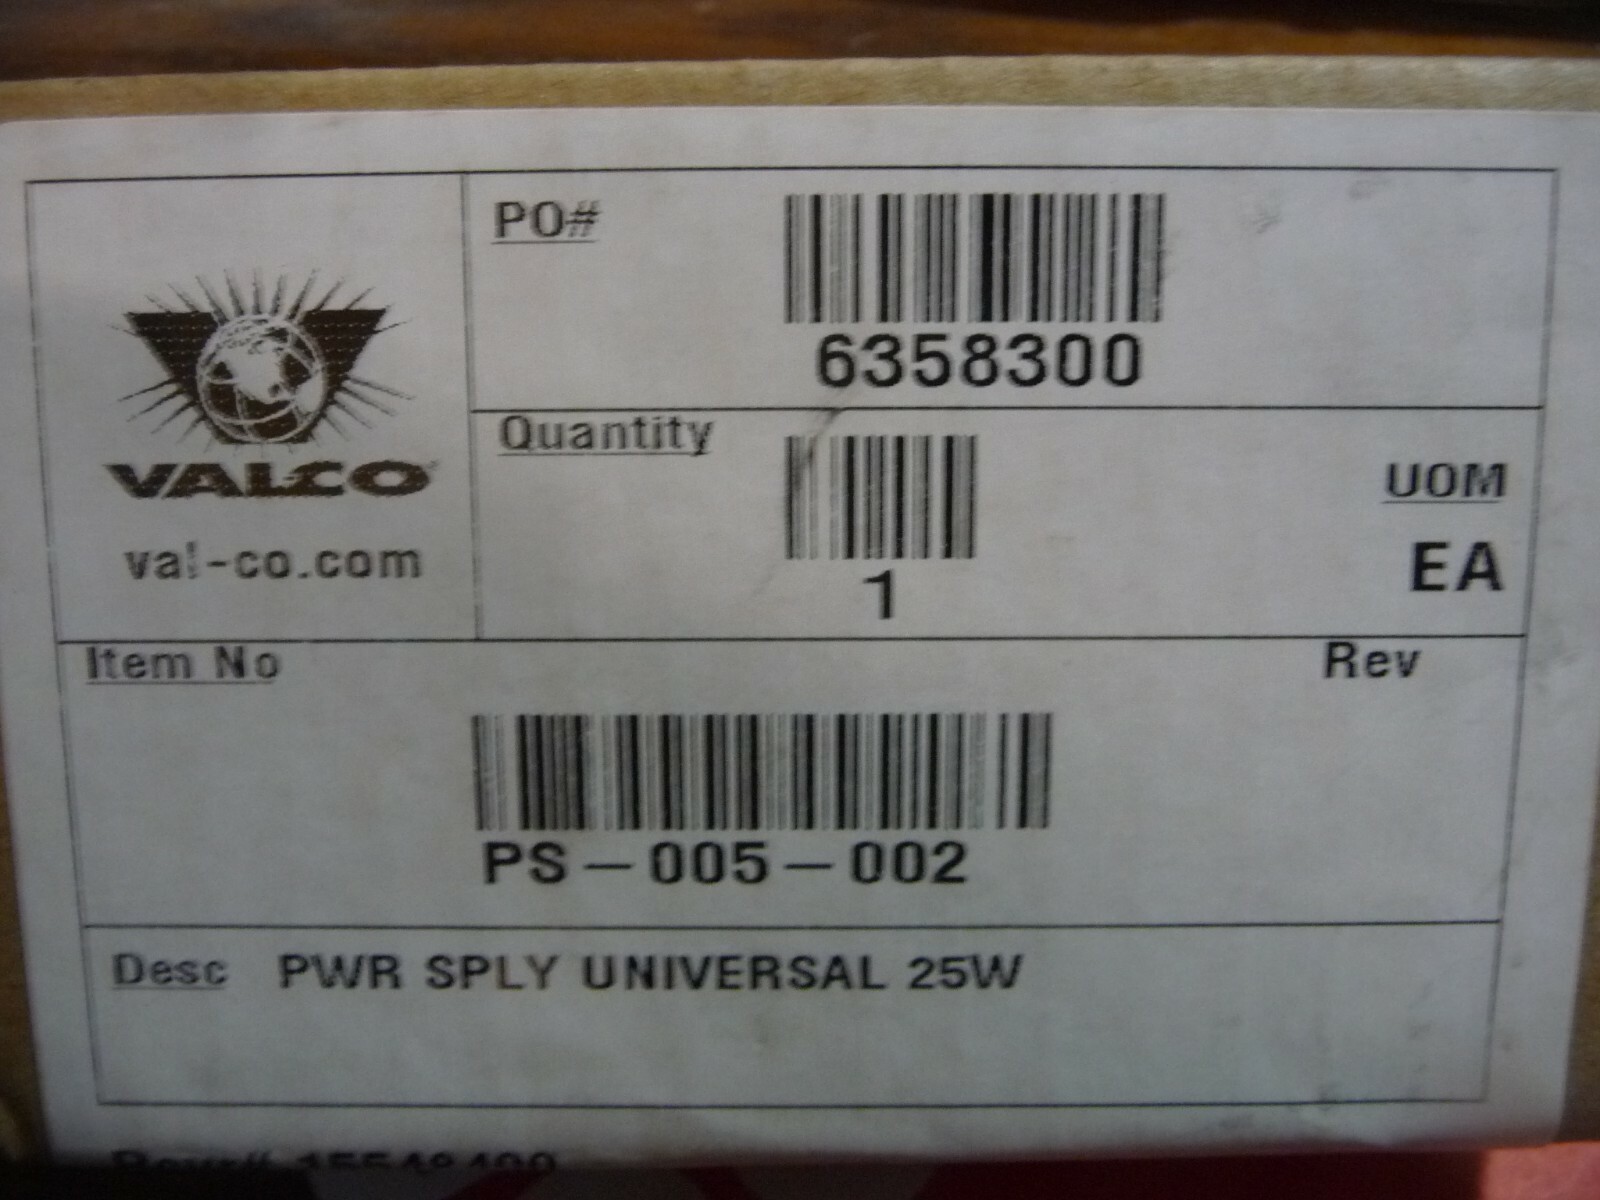 PO#
6358300
VALCO
val-co.com
Quantity
1
UOM
EA
Item No
Rev
PS-005-002
Desc PWR SPLY UNIVERSAL 25W